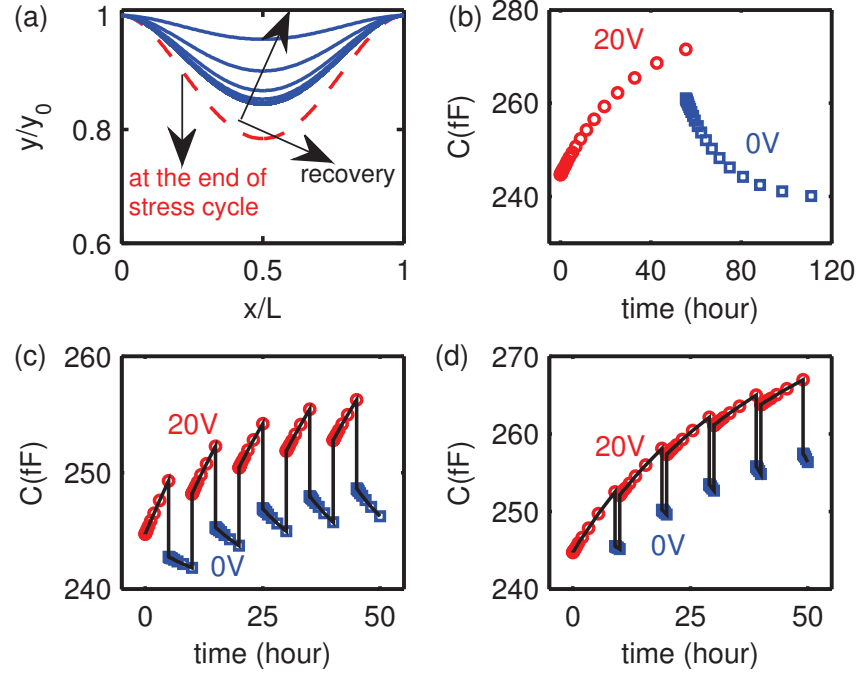 (a)
1
0.8
0.6
y/y0
0
0.5
1
x/L
at the end of
stress cycle
recovery
(b)
280
260
240
C(fF)
20V
0V
0
40
80
120
time (hour)
(c)
260
250
240
C(fF)
20V
0V
0
25
50
time (hour)
(d)
270
260
250
240
C(fF)
20V
0V
0
25
50
time (hour)